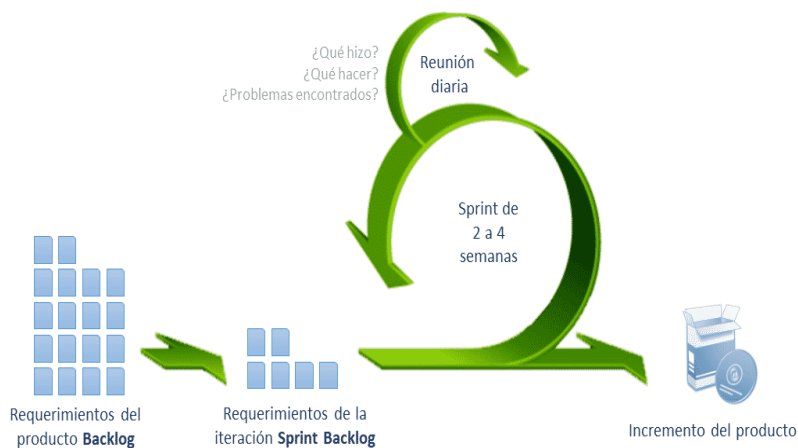 ¿Qué hizo?
¿Qué hacer?
¿Problemas encontrados?
Reunión
diaria
Sprint de
2 a 4
semanas
Requerimientos del
producto Backlog
Requerimientos de la
iteración Sprint Backlog
Incremento del producto